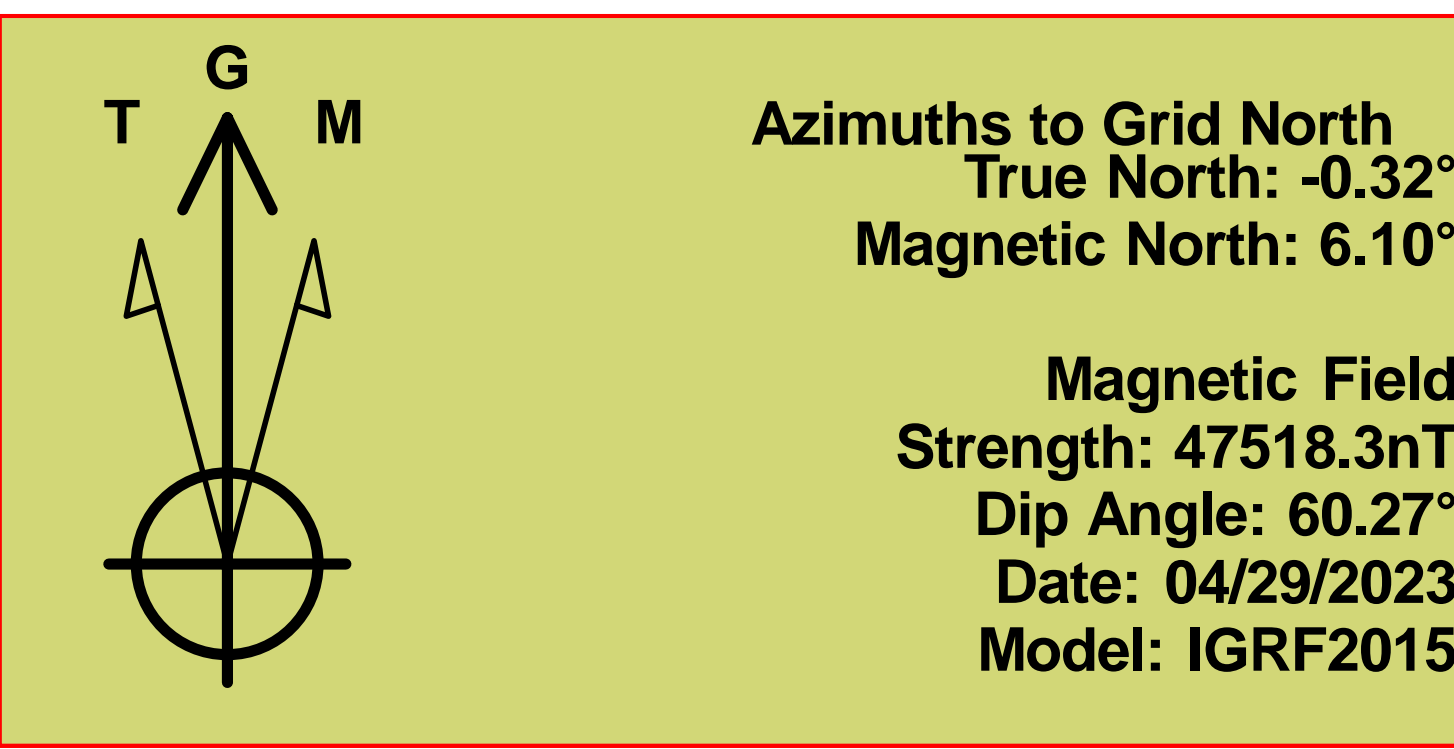 G
T M
Azimuths to Grid North
True North: -0.32°
Magnetic North: 6.10°
Magnetic Field
Strength: 47518.3nT
Dip Angle: 60.27°
Date: 04/29/2023
Model: IGRF2015